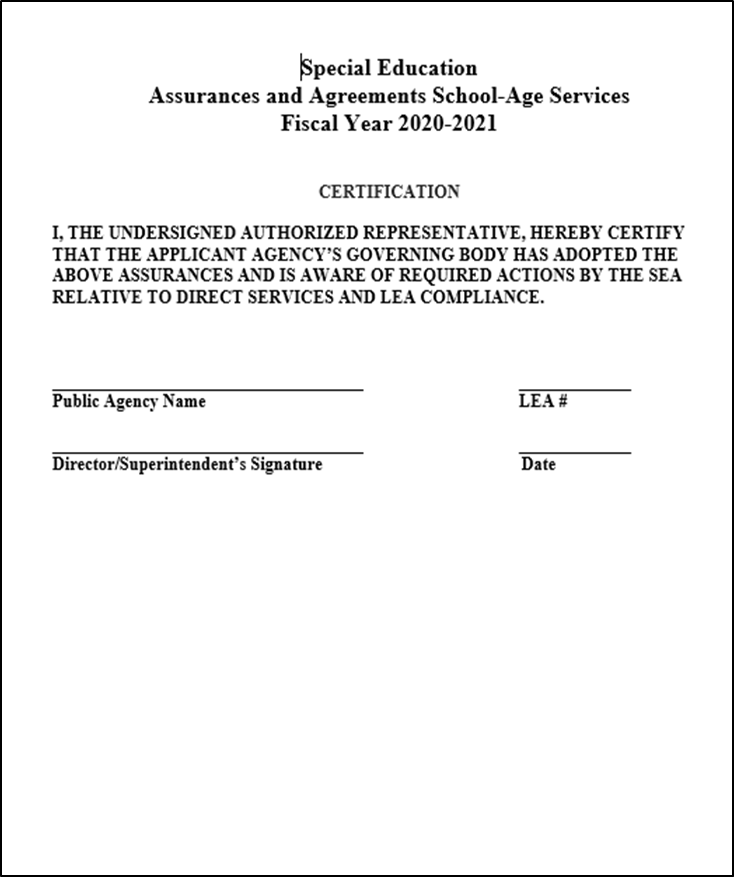 Special Education
Assurances and Agreements School-Age Services
Fiscal Year 2020-2021
CERTIFICATION
I, THE UNDERSIGNED AUTHORIZED REPRESENTATIVE, HEREBY CERTIFY
THAT THE APPLICANT AGENCY’S GOVERNING BODY HAS ADOPTED THE
ABOVE ASSURANCES AND IS AWARE OF REQUIRED ACTIONS BY THE SEA
RELATIVE TO DIRECT SERVICES AND LEA COMPLIANCE.
Public Agency Name LEA #
Director/Superintendent’s Signature Date